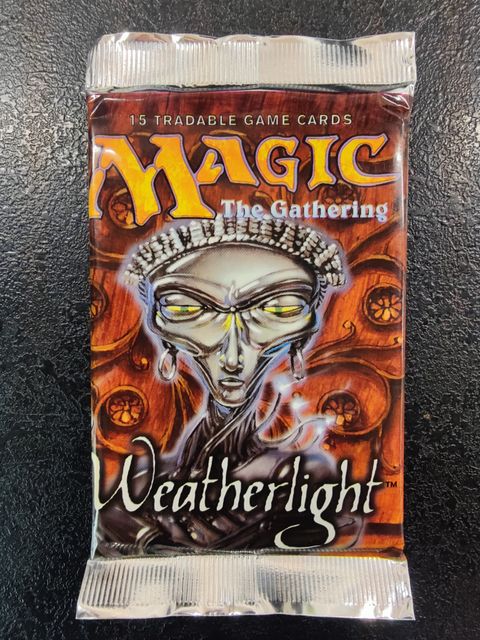 15 TRADABLE GAME CARDS
MAGIC
The Gathering
Weatherlight™